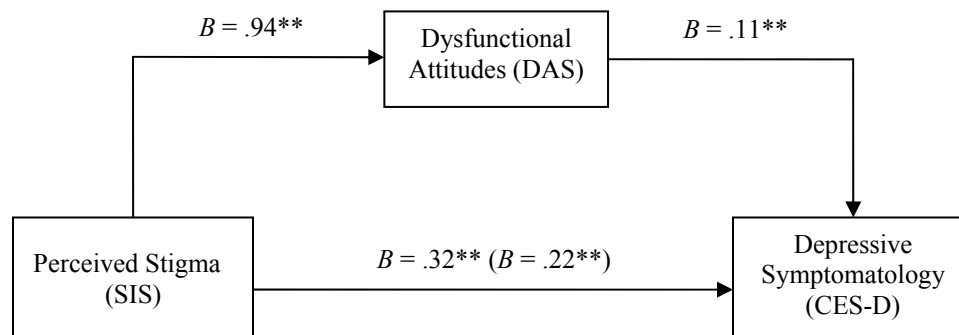 B = .94**
Dysfunctional
Attitudes (DAS)
B = .11**
Perceived Stigma
(SIS)
B = .32** (B = .22**)
Depressive
Symptomatology
(CES-D)